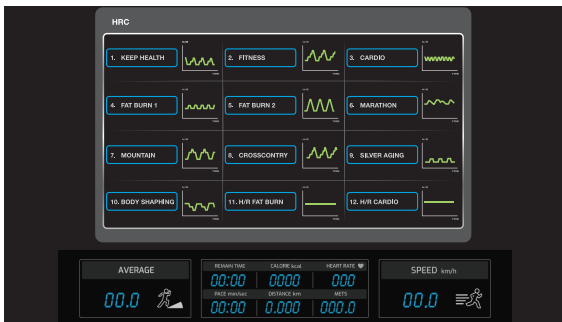 HRC
1. KEEP HEALTH
2. FITNESS
3. CARDIO
4. FAT BURN 1
5. FAT BURN 2
6. MARATHON
7. MOUNTAIN
8. CROSSCONTRY
9. SILVER AGING
10. BODY SHAPHING
11. H/R FAT BURN
12. H/R CARDIO
AVERAGE
00.0
REMAIN TIME CALORIE kcal HEART RATE
00:00 0000 000
PACE min/sec DISTANCE km METS
00:00 0.000 000.0
SPEED km/h
00.0